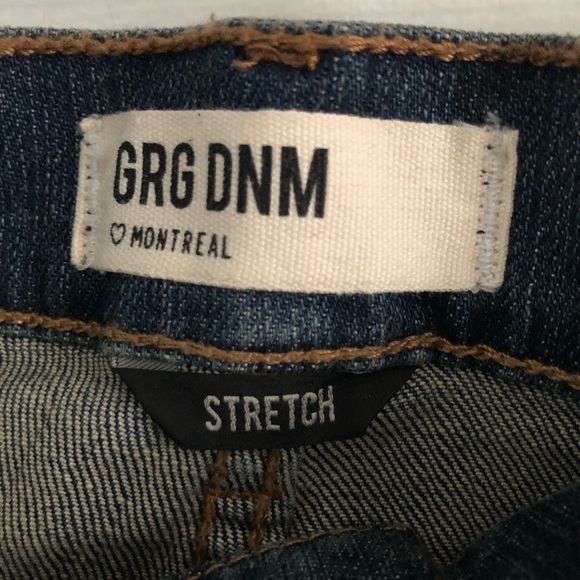 GRG DNM
♡ MONTREAL
STRETCH